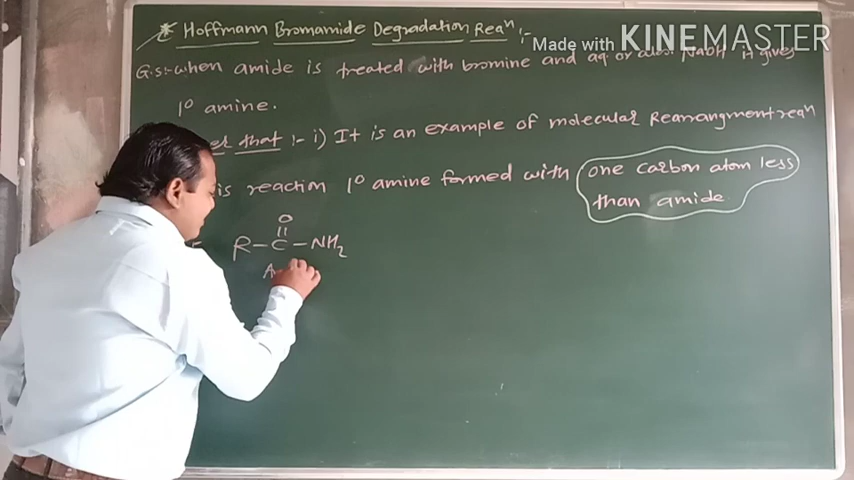 * Hoffmann Bromamide Degradation Reaⁿ :-
Made with KINEMASTER
G.S:- when amide is treated with bromine and aq. or alco. NaOH it gives
1° amine.
that :- i) It is an example of molecular Rearrangment reaⁿ
is reaction 1° amine formed with one carbon atom less
than amide
O
R-C-NH₂
A